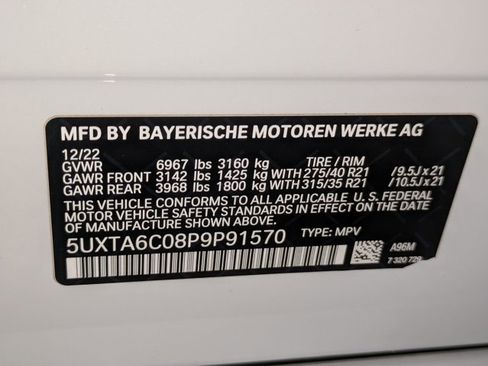 MFD BY BAYERISCHE MOTOREN WERKE AG
12/22
GVWR 6967 lbs 3160 kg TIRE / RIM
GAWR FRONT 3142 lbs 1425 kg WITH 275/40 R21 /9.5J x 21
GAWR REAR 3968 lbs 1800 kg WITH 315/35 R21 /10.5J x 21
THIS VEHICLE CONFORMS TO ALL APPLICABLE U. S. FEDERAL
MOTOR VEHICLE SAFETY STANDARDS IN EFFECT ON THE DATE
OF MANUFACTURE SHOWN ABOVE.
5UXTA6C08P9P91570 TYPE: MPV
A96M
7 320 729